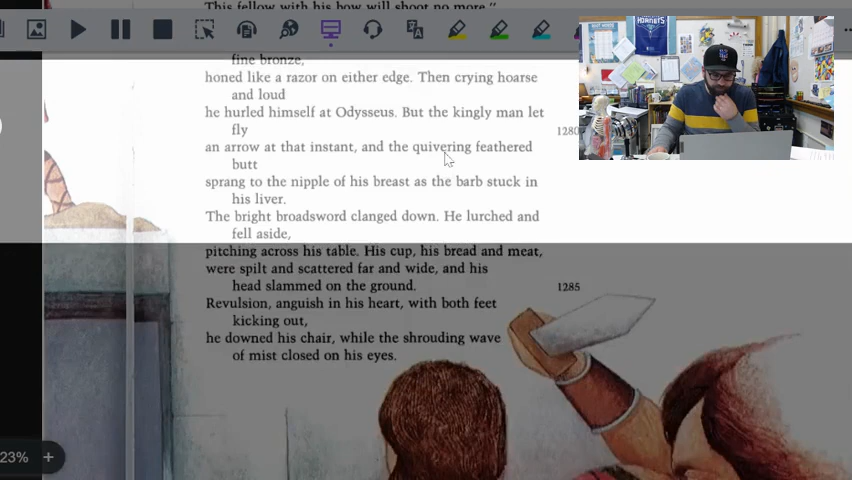 This fellow with his bow will shoot no more."
fine bronze,
honed like a razor on either edge. Then crying hoarse
and loud
he hurled himself at Odysseus. But the kingly man let
fly
1280
an arrow at that instant, and the quivering feathered
butt
sprang to the nipple of his breast as the barb stuck in
his liver.
The bright broadsword clanged down. He lurched and
fell aside,
pitching across his table. His cup, his bread and meat,
were spilt and scattered far and wide, and his
head slammed on the ground.
1285
Revulsion, anguish in his heart, with both feet
kicking out,
he downed his chair, while the shrouding wave
of mist closed on his eyes.
23% +
HORNETS